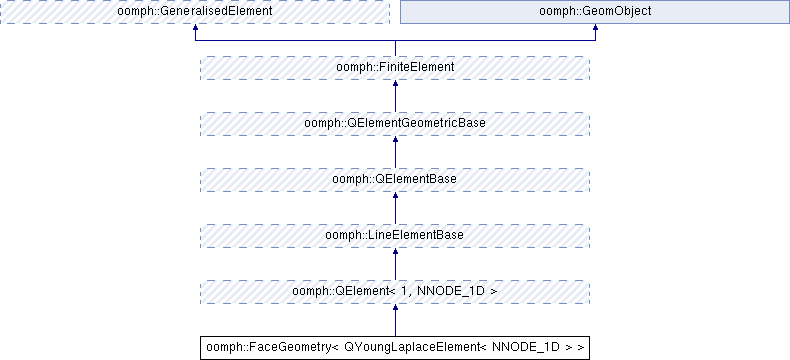 oomph::GeneralisedElement
oomph::GeomObject
oomph::FiniteElement
oomph::QElementGeometricBase
oomph::QElementBase
oomph::LineElementBase
oomph::QElement< 1, NNODE_1D >
oomph::FaceGeometry< QYoungLaplaceElement< NNODE_1D > >